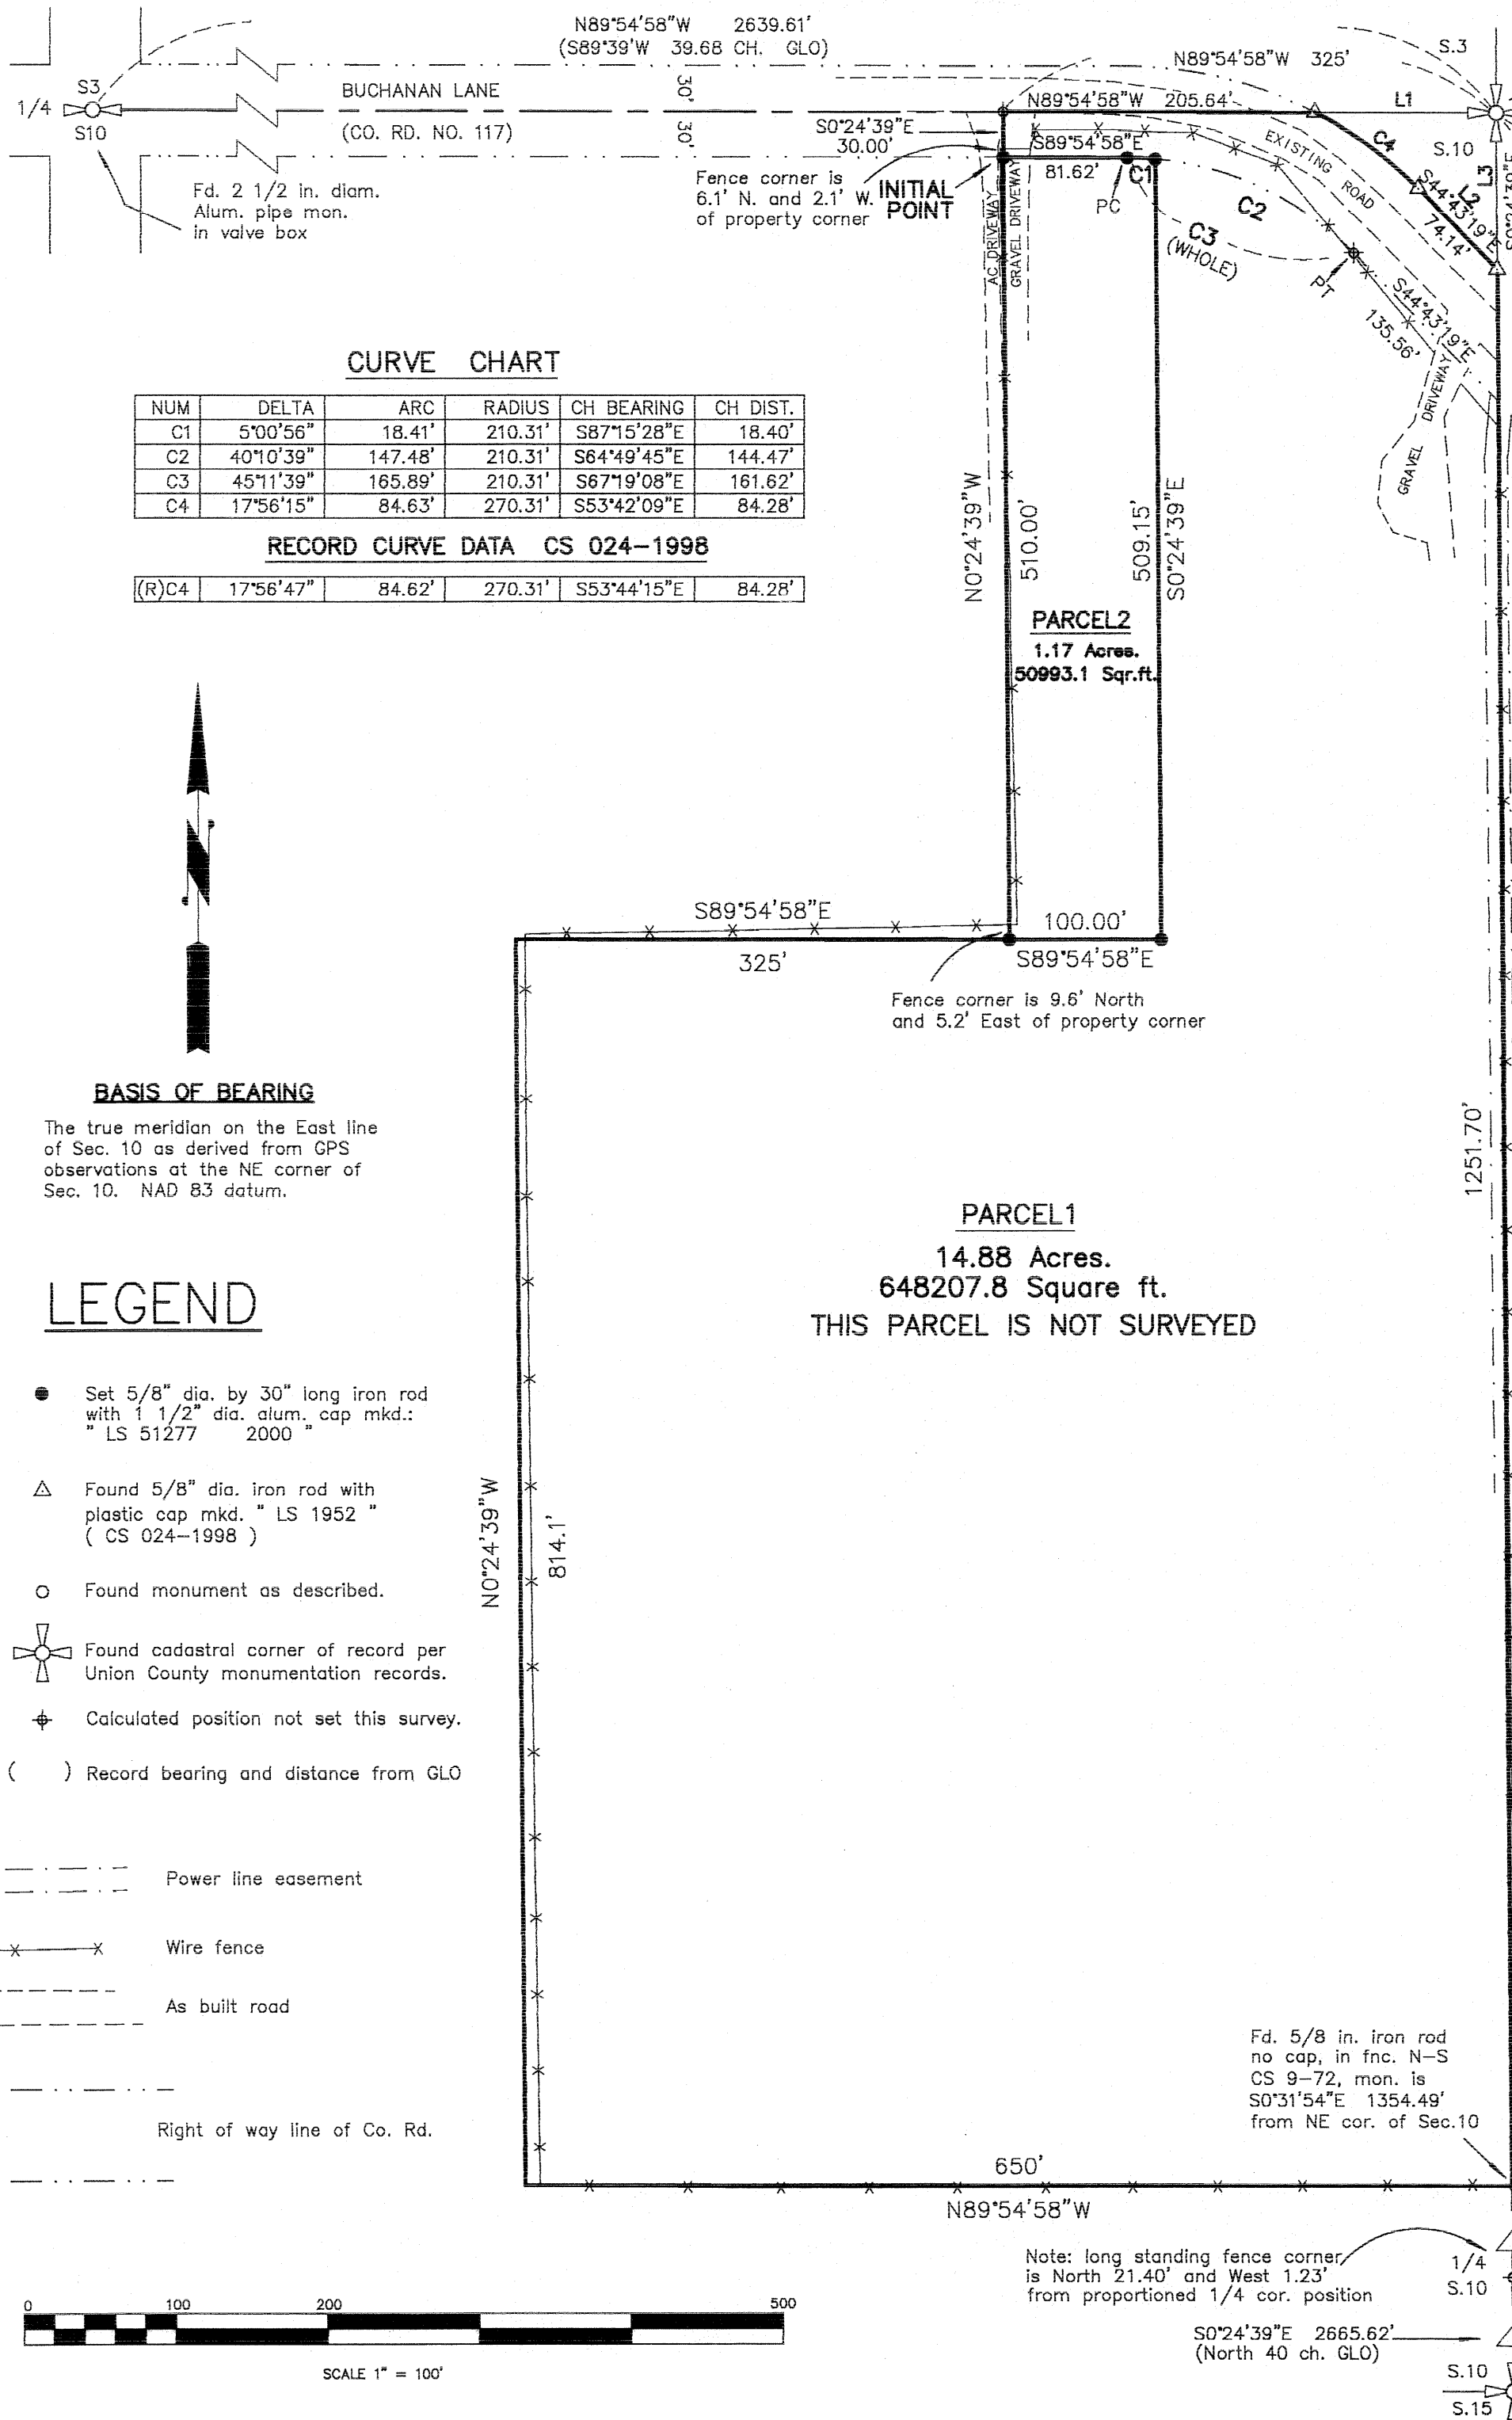 N89°54'58"W 2639.61'
(S89°39'W 39.68 CH. GLO)
S.3
N89°54'58"W 325'
S3
1/4
S10
BUCHANAN LANE
(CO. RD. NO. 117)
30'
30'
N89°54'58"W 205.64'
L1
S0°24'39"E
30.00'
S89°54'58"E
81.62'
C1
PC
EXISTING ROAD
C4
S.10
L2
L3
S44°43'19"E
74.14'
Fd. 2 1/2 in. diam.
Alum. pipe mon.
in valve box
Fence corner is
6.1' N. and 2.1' W.
of property corner
INITIAL
POINT
AC DRIVEWAY
GRAVEL DRIVEWAY
C2
C3
(WHOLE)
PT
S44°43'19"E
135.56'
GRAVEL DRIVEWAY
CURVE CHART
NUM DELTA ARC RADIUS CH BEARING CH DIST.
C1 5°00'56" 18.41' 210.31' S87°15'28"E 18.40'
C2 40°10'39" 147.48' 210.31' S64°49'45"E 144.47'
C3 45°11'39" 165.89' 210.31' S67°19'08"E 161.62'
C4 17°56'15" 84.63' 270.31' S53°42'09"E 84.28'
RECORD CURVE DATA CS 024-1998
(R)C4 17°56'47" 84.62' 270.31' S53°44'15"E 84.28'
N0°24'39"W
510.00'
509.15'
S0°24'39"E
PARCEL2
1.17 Acres.
50993.1 Sqr.ft.
N
S89°54'58"E
325'
100.00'
S89°54'58"E
Fence corner is 9.6' North
and 5.2' East of property corner
BASIS OF BEARING
The true meridian on the East line
of Sec. 10 as derived from GPS
observations at the NE corner of
Sec. 10. NAD 83 datum.
1251.70'
PARCEL1
14.88 Acres.
648207.8 Square ft.
THIS PARCEL IS NOT SURVEYED
LEGEND
Set 5/8" dia. by 30" long iron rod
with 1 1/2" dia. alum. cap mkd.:
" LS 51277 2000 "
Found 5/8" dia. iron rod with
plastic cap mkd. " LS 1952 "
( CS 024-1998 )
Found monument as described.
Found cadastral corner of record per
Union County monumentation records.
Calculated position not set this survey.
( ) Record bearing and distance from GLO
N0°24'39"W
814.1'
Power line easement
Wire fence
As built road
Right of way line of Co. Rd.
Fd. 5/8 in. iron rod
no cap, in fnc. N-S
CS 9-72, mon. is
S0°31'54"E 1354.49'
from NE cor. of Sec.10
650'
N89°54'58"W
Note: long standing fence corner
is North 21.40' and West 1.23'
from proportioned 1/4 cor. position
1/4
S.10
S0°24'39"E 2665.62'
(North 40 ch. GLO)
S.10
S.15
0 100 200 500
SCALE 1" = 100'